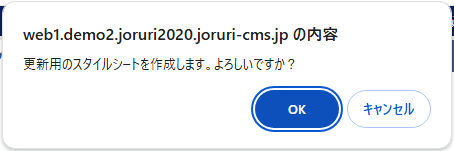 web1.demo2.joruri2020.joruri-cms.jp の内容
更新用のスタイルシートを作成します。よろしいですか？
OK
キャンセル